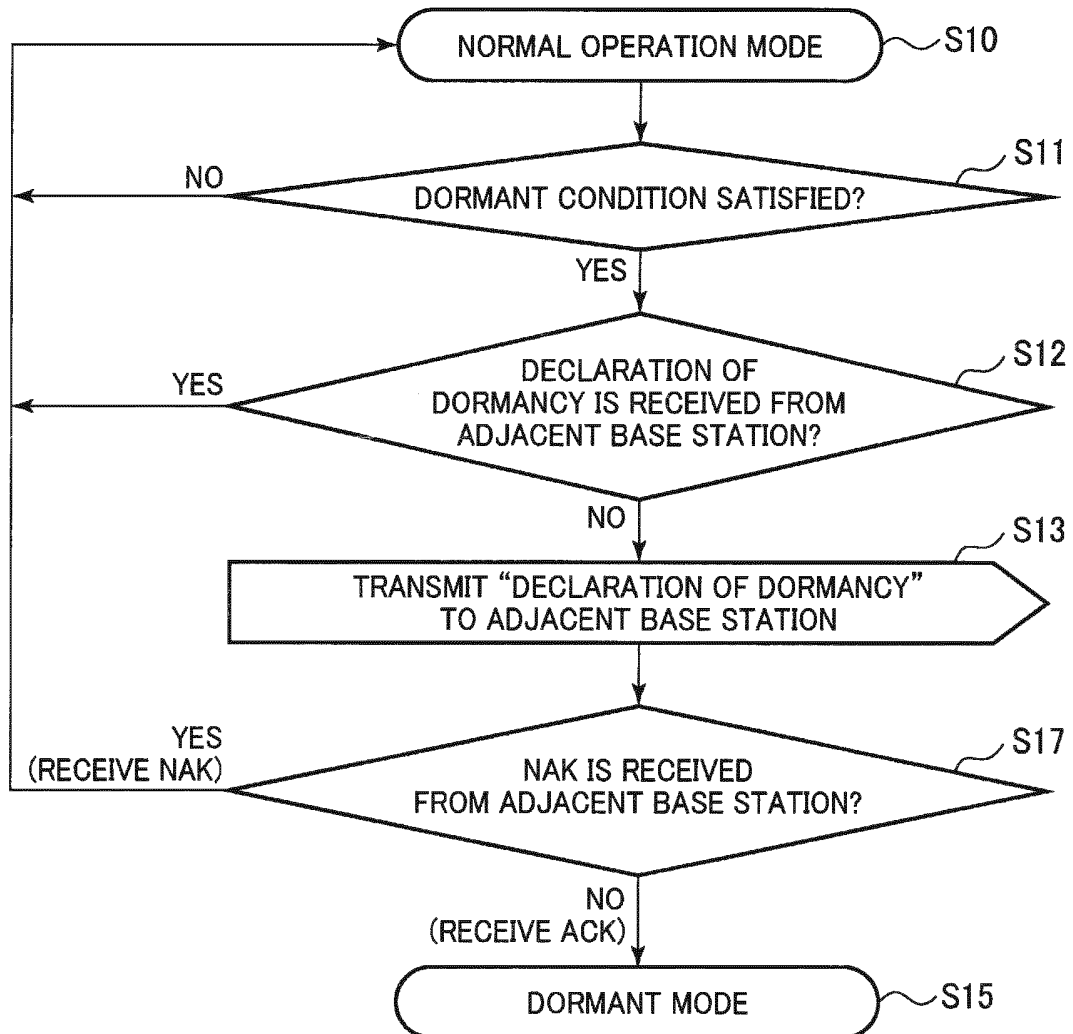 NORMAL OPERATION MODE
S10
S11
NO
DORMANT CONDITION SATISFIED?
YES
S12
YES
DECLARATION OF
DORMANCY IS RECEIVED FROM
ADJACENT BASE STATION?
NO
S13
TRANSMIT “DECLARATION OF DORMANCY”
TO ADJACENT BASE STATION
S17
YES
(RECEIVE NAK)
NAK IS RECEIVED
FROM ADJACENT BASE STATION?
NO
(RECEIVE ACK)
DORMANT MODE
S15